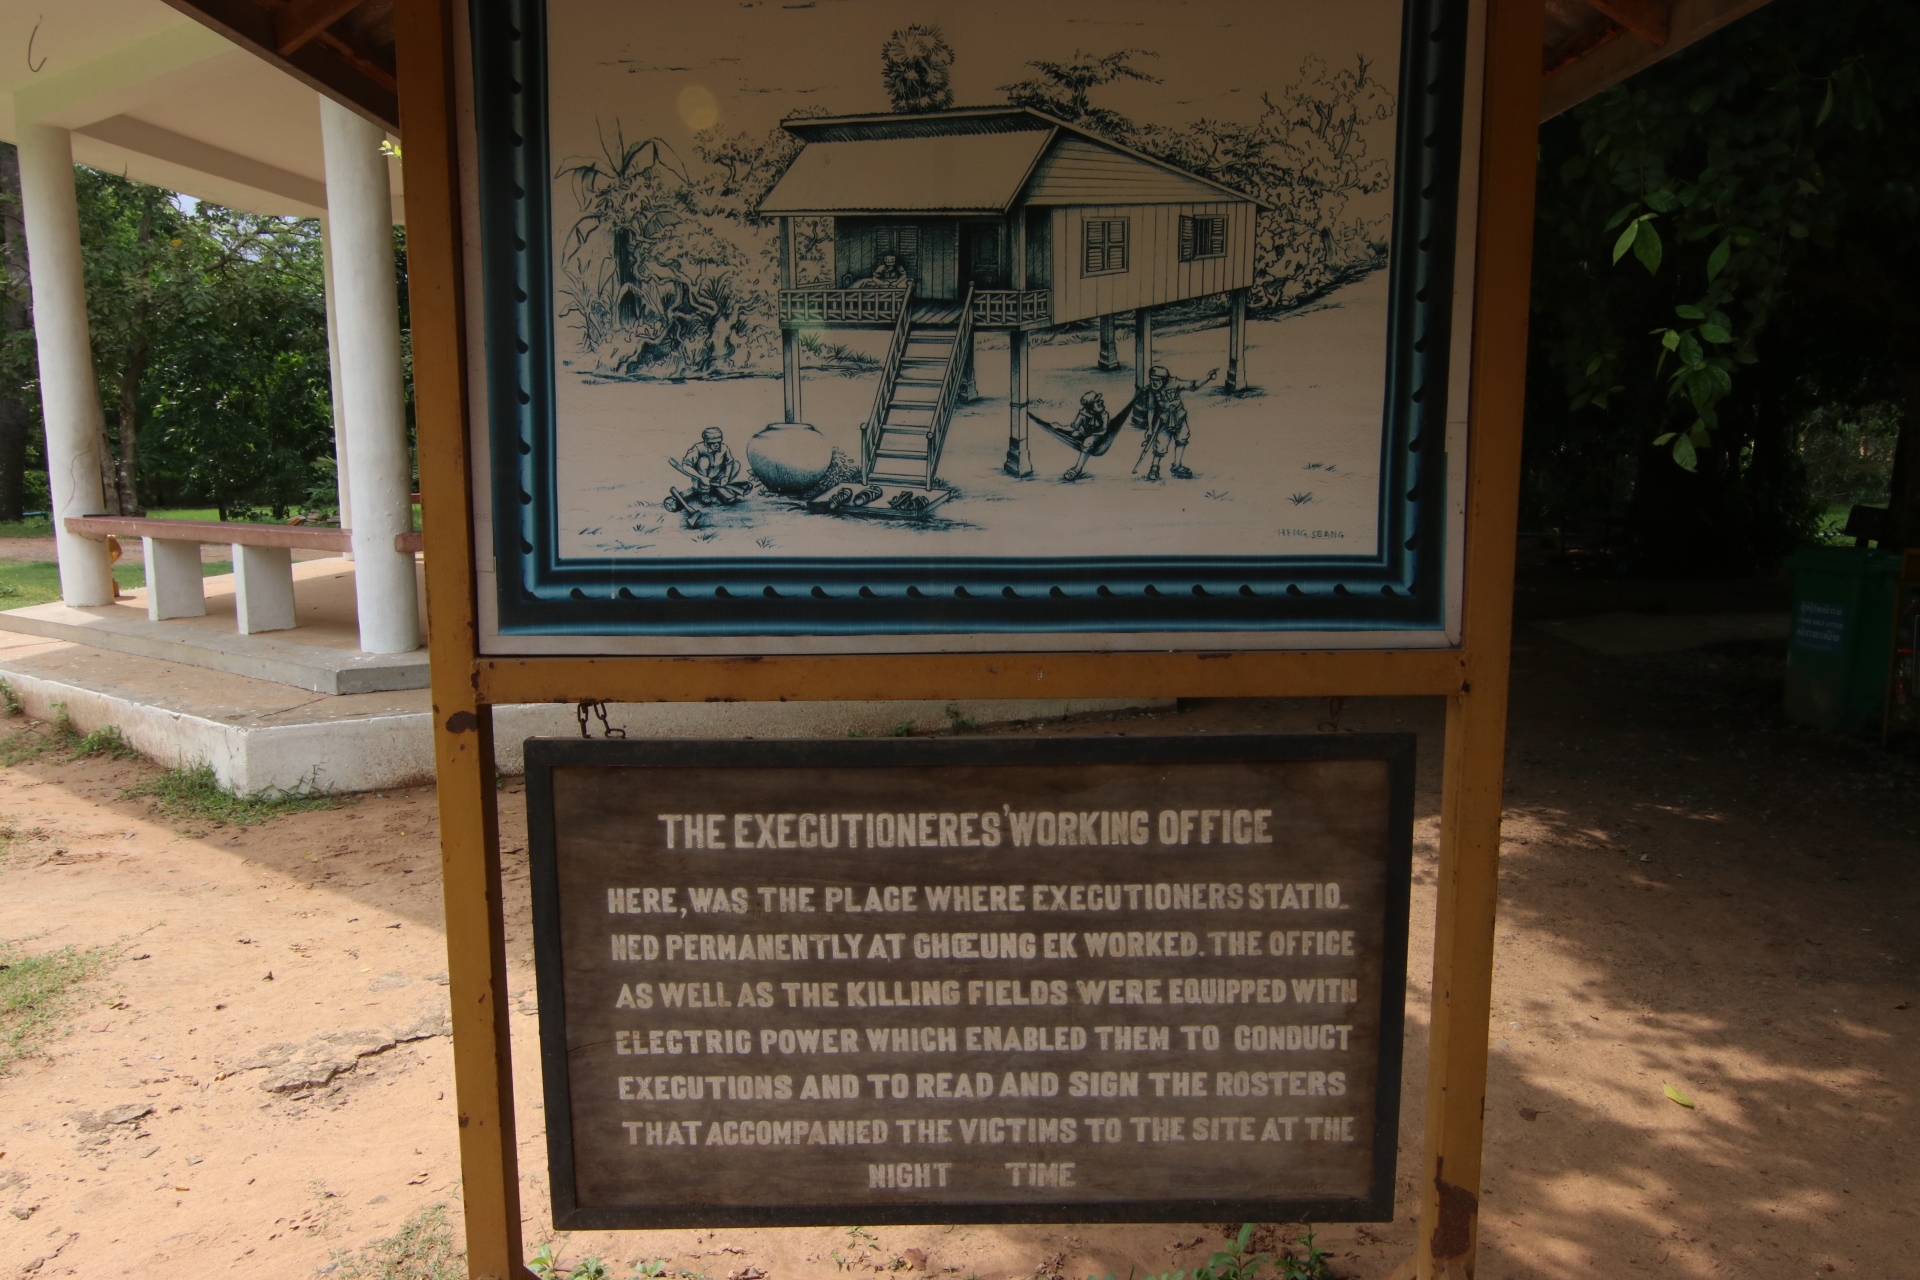 HENG SEANG
THE EXECUTIONERES' WORKING OFFICE
HERE, WAS THE PLACE WHERE EXECUTIONERS STATIO_
NED PERMANENTLY AT CHŒUNG EK WORKED. THE OFFICE
AS WELL AS THE KILLING FIELDS WERE EQUIPPED WITH
ELECTRIC POWER WHICH ENABLED THEM TO CONDUCT
EXECUTIONS AND TO READ AND SIGN THE ROSTERS
THAT ACCOMPANIED THE VICTIMS TO THE SITE AT THE
NIGHT TIME